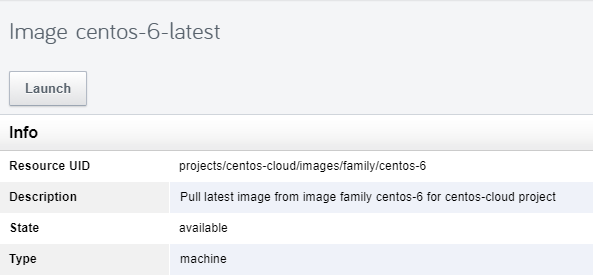 Image centos-6-latest
Launch
Info
Resource UID projects/centos-cloud/images/family/centos-6
Description Pull latest image from image family centos-6 for centos-cloud project
State available
Type machine